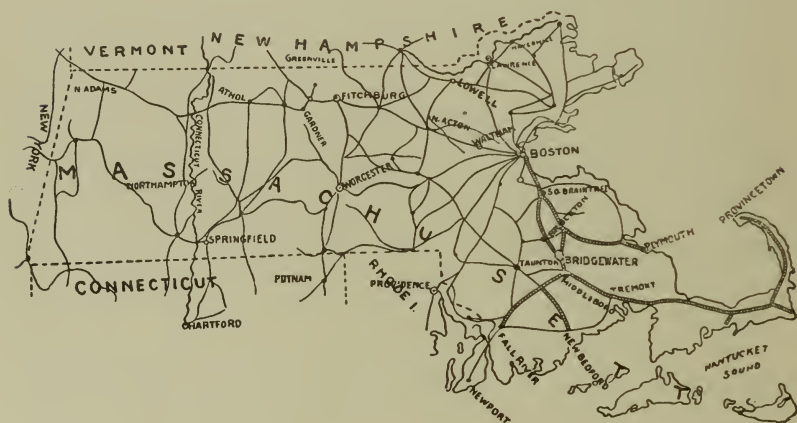 VERMONT
NEW HAMPSHIRE
GREENVILLE
HAVERHILL
LAWRENCE
LOWELL
N. ADAMS
ATHOL
FITCHBURG
GARDNER
N. ACTON
WALTHAM
BOSTON
NEW YORK
CONNECTICUT RIVER
MASSACHUSETTS
NORTHAMPTON
WORCESTER
SO. BRAINTREE
PROVINCETOWN
PLYMOUTH
SPRINGFIELD
TAUNTON
BRIDGEWATER
CONNECTICUT
PUTNAM
RHODE I.
PROVIDENCE
MIDDLEBORO
TREMONT
HARTFORD
FALL RIVER
NEW BEDFORD
NANTUCKET
SOUND
NEWPORT